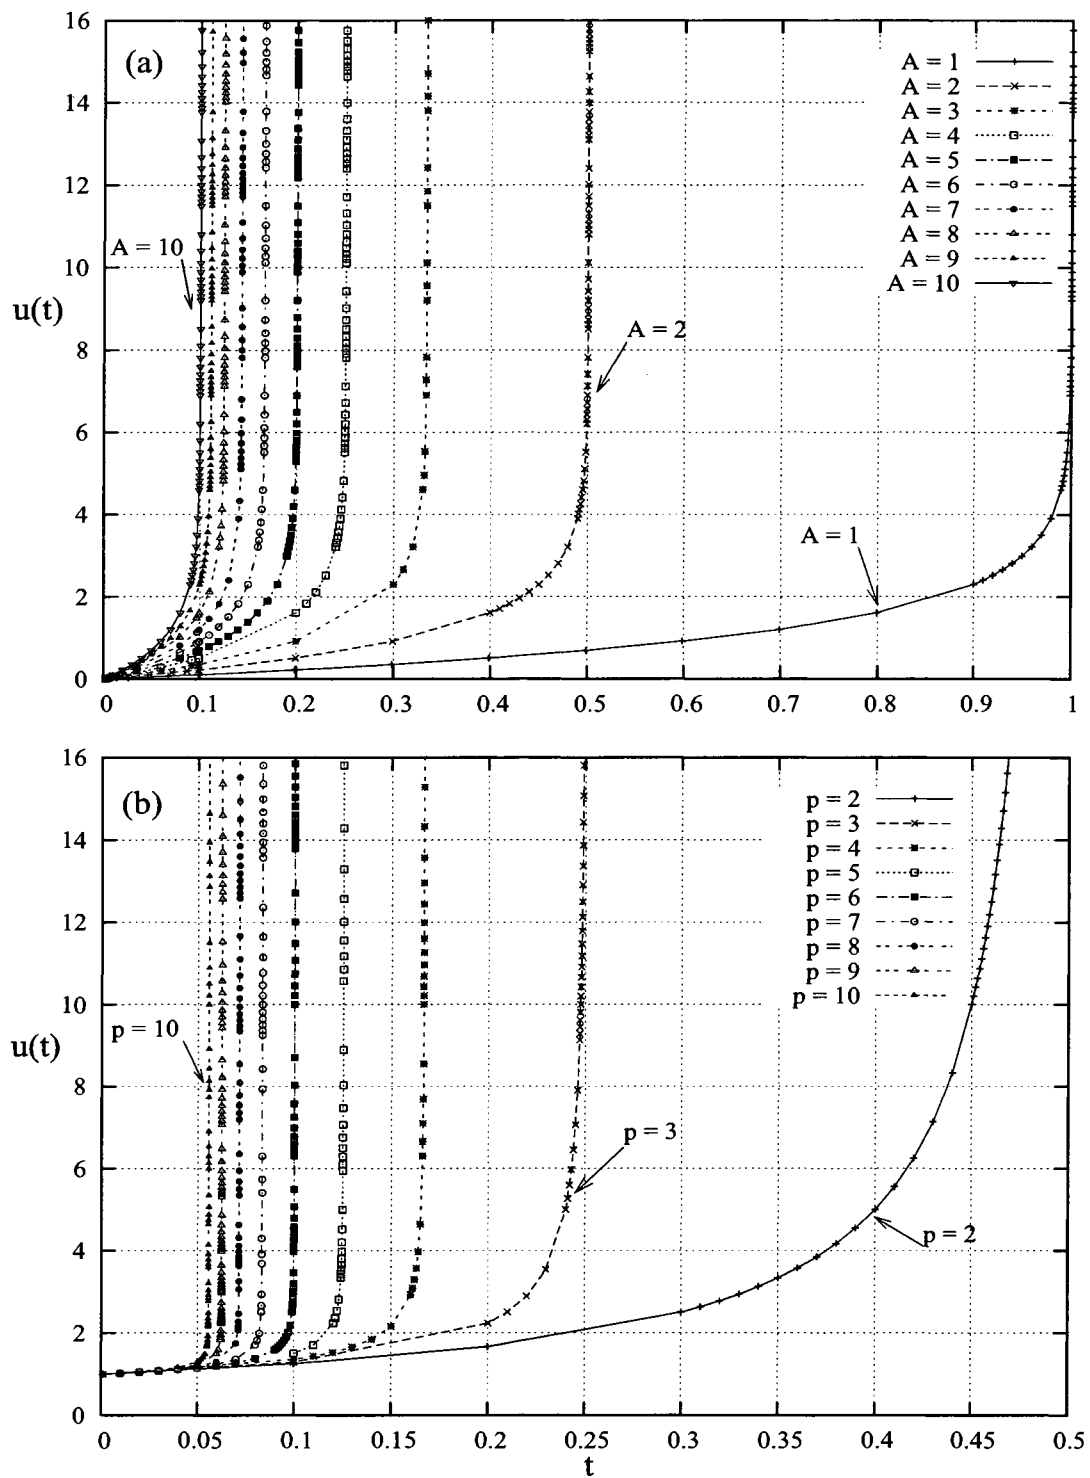 16
(a)
14
12
A = 10
10
u(t)
8
6
4
2
0
A = 1
A = 2
A = 3
A = 4
A = 5
A = 6
A = 7
A = 8
A = 9
A = 10
A = 2
A = 1
0 0.1 0.2 0.3 0.4 0.5 0.6 0.7 0.8 0.9 1
16
(b)
14
12
10
p = 10
u(t)
8
6
4
2
0
p = 2
p = 3
p = 4
p = 5
p = 6
p = 7
p = 8
p = 9
p = 10
p = 3
p = 2
0 0.05 0.1 0.15 0.2 0.25 0.3 0.35 0.4 0.45 0.5
t